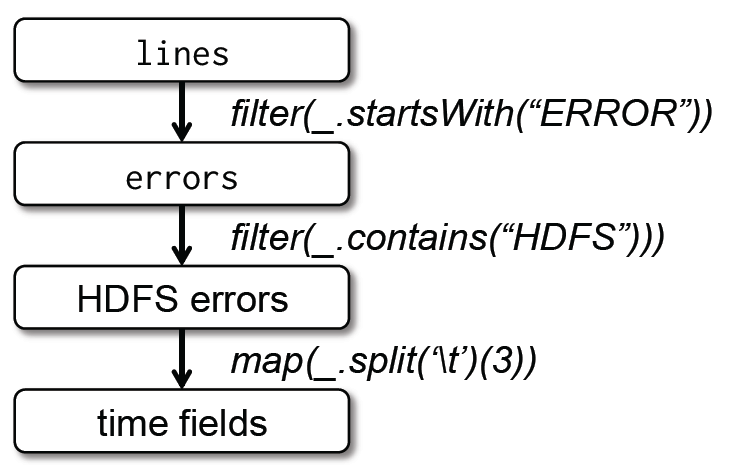 lines
filter(_.startsWith(“ERROR”))
errors
filter(_.contains(“HDFS”)))
HDFS errors
map(_.split(‘\t’)(3))
time fields